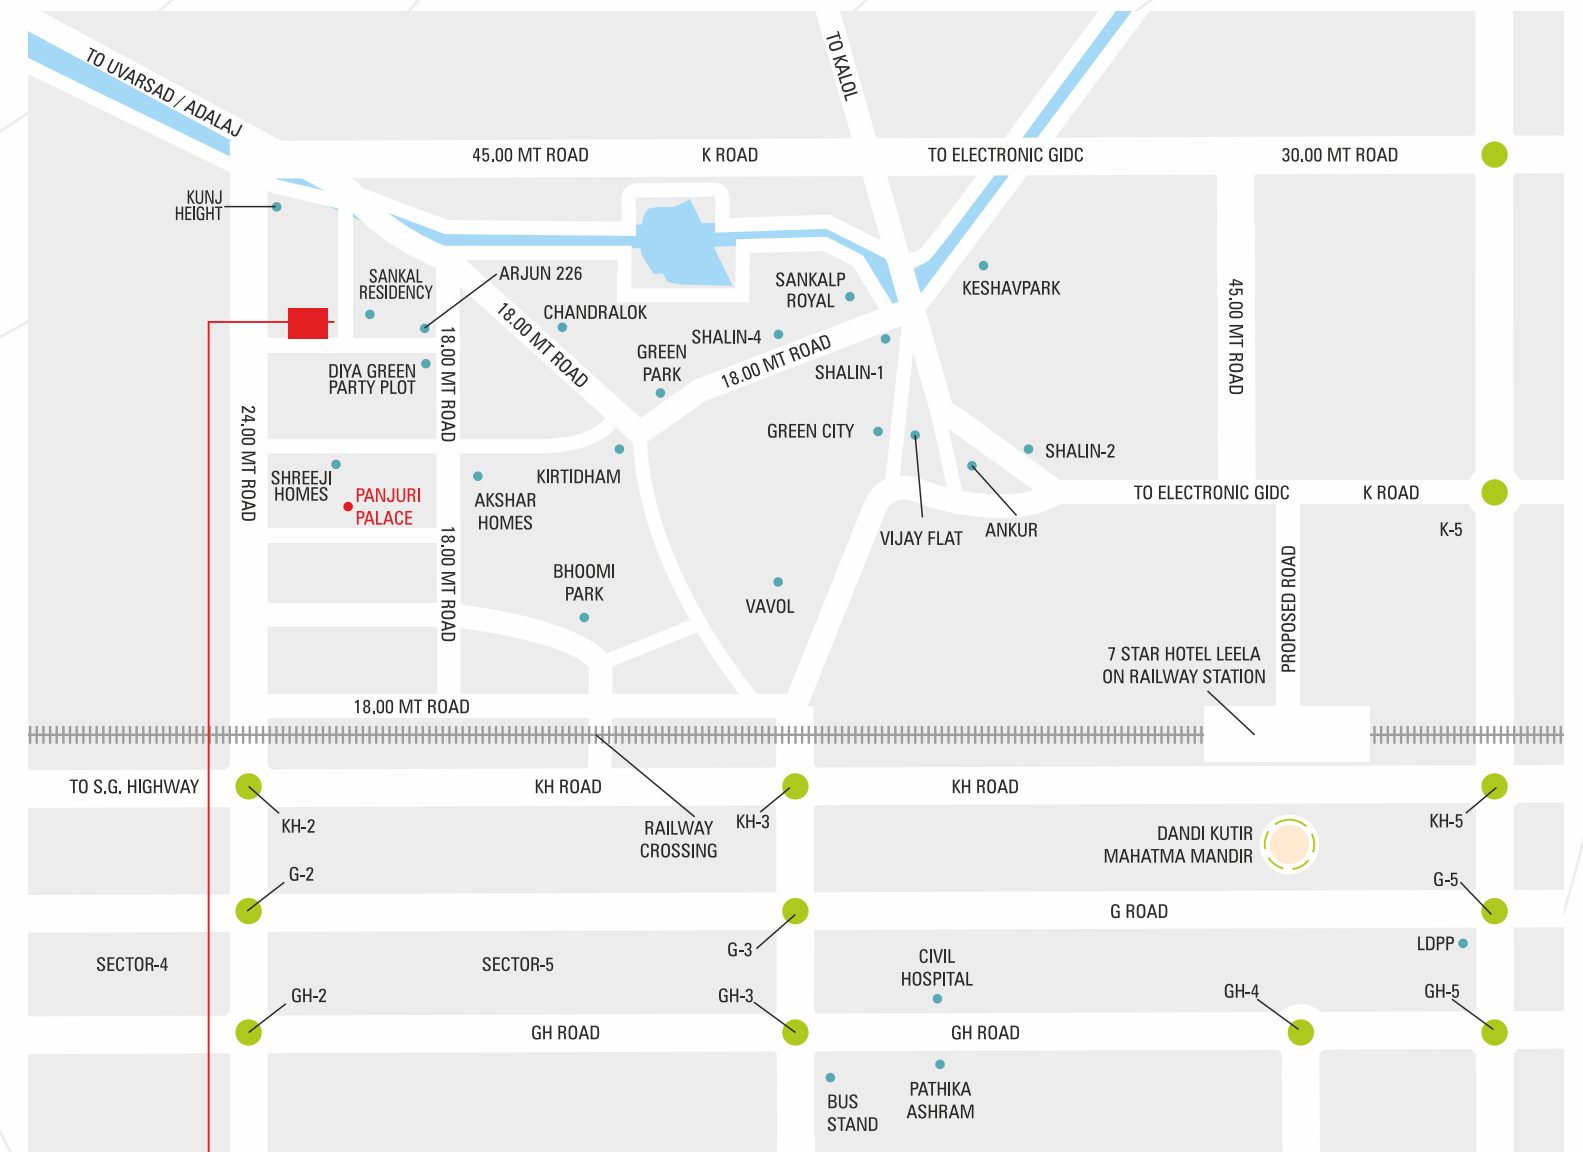 TO UVARSAD / ADALAJ
TO KALOL
45.00 MT ROAD
K ROAD
TO ELECTRONIC GIDC
30.00 MT ROAD
KUNJ
HEIGHT
SANKAL
RESIDENCY
ARJUN 226
CHANDRALOK
SANKALP
ROYAL
KESHAVPARK
18.00 MT ROAD
18.00 MT ROAD
GREEN
PARK
SHALIN-4
18.00 MT ROAD
SHALIN-1
45.00 MT ROAD
DIYA GREEN
PARTY PLOT
24.00 MT ROAD
GREEN CITY
SHALIN-2
SHREEJI
HOMES
PANJURI
PALACE
KIRTIDHAM
AKSHAR
HOMES
TO ELECTRONIC GIDC
K ROAD
K-5
VIJAY FLAT
ANKUR
18.00 MT ROAD
BHOOMI
PARK
VAVOL
PROPOSED ROAD
7 STAR HOTEL LEELA
ON RAILWAY STATION
18.00 MT ROAD
TO S.G. HIGHWAY
KH ROAD
KH ROAD
KH-2
RAILWAY
CROSSING
KH-3
DANDI KUTIR
MAHATMA MANDIR
KH-5
G-2
G-5
G ROAD
G-3
LDPP
SECTOR-4
SECTOR-5
CIVIL
HOSPITAL
GH-2
GH-3
GH-4
GH-5
GH ROAD
GH ROAD
BUS
STAND
PATHIKA
ASHRAM